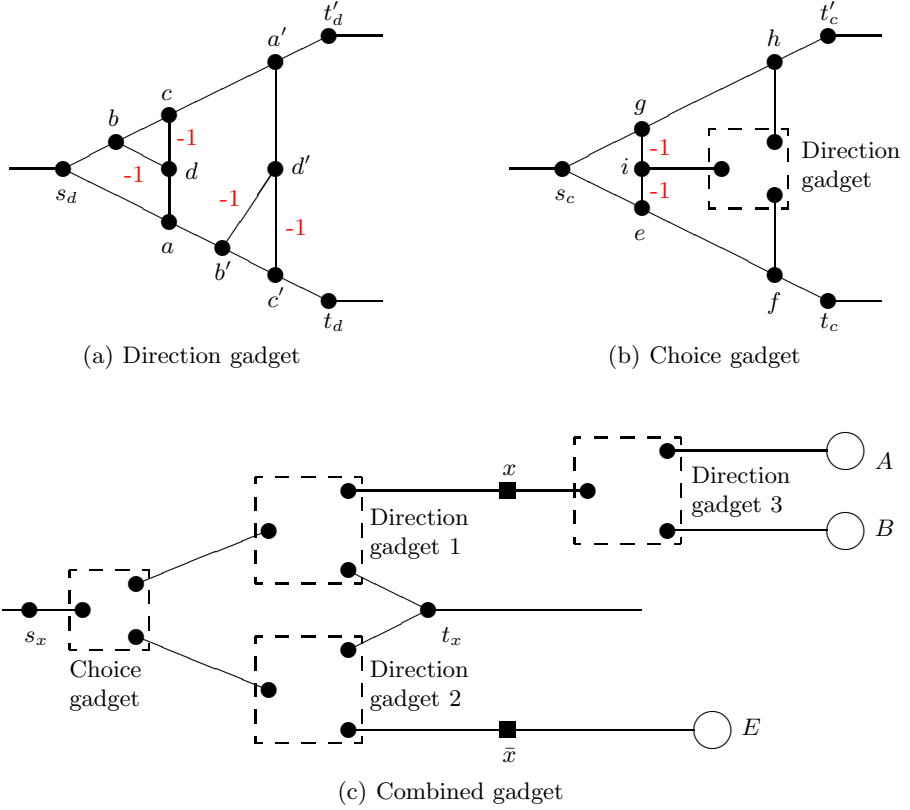 t′_d
a′
c
b
-1
d
-1
s_d
d′
-1
-1
a
b′
c′
t_d
(a) Direction gadget
t′_c
h
g
-1
i
s_c
-1
e
Direction
gadget
f
t_c
(b) Choice gadget
x
A
Direction
gadget 3
B
Direction
gadget 1
s_x
t_x
Choice
gadget
Direction
gadget 2
E
x̄
(c) Combined gadget